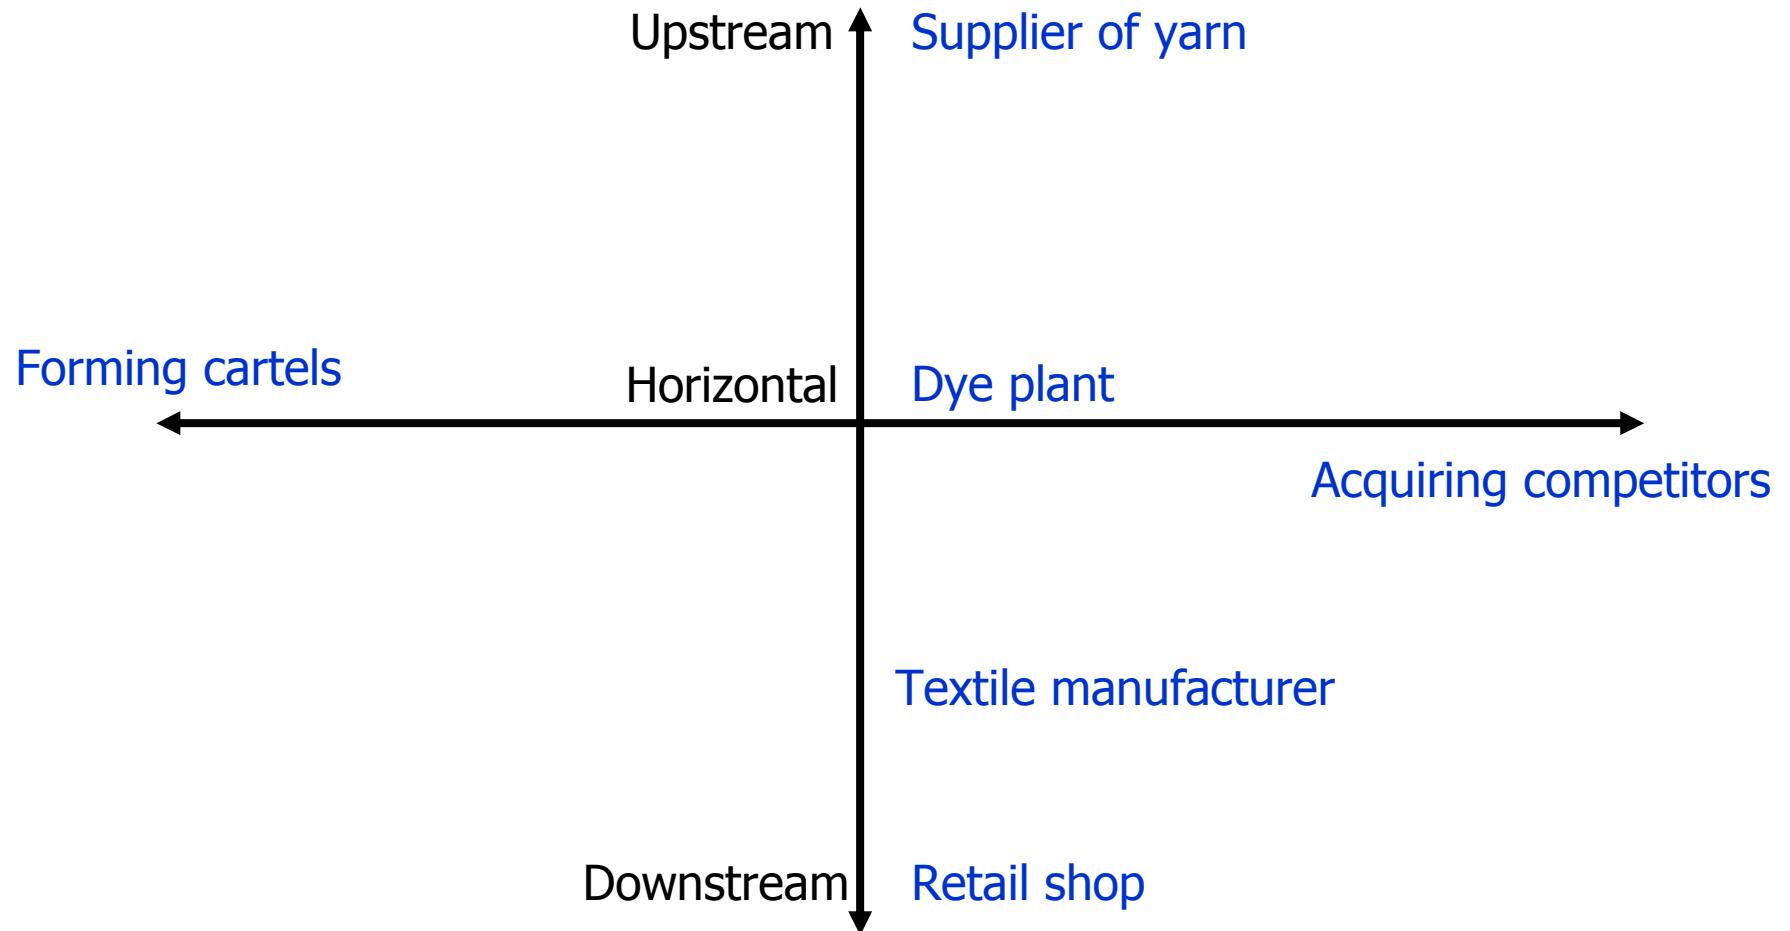 Upstream
Supplier of yarn
Forming cartels
Horizontal
Dye plant
Acquiring competitors
Textile manufacturer
Downstream
Retail shop